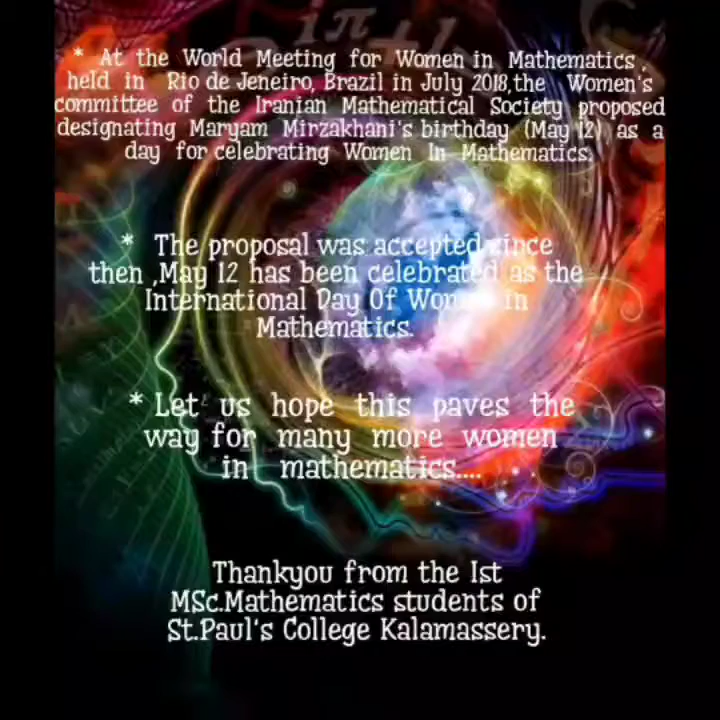 iπ
* At the World Meeting for Women in Mathematics ,
held in Rio de Jeneiro, Brazil in July 2018,the Women's
committee of the Iranian Mathematical Society proposed
designating Maryam Mirzakhani's birthday (May 12) as a
day for celebrating Women In Mathematics.
* The proposal was accepted,since
then ,May 12 has been celebrated as the
International Day Of Women in
Mathematics.
* Let us hope this paves the
way for many more women
in mathematics....
Thankyou from the Ist
MSc.Mathematics students of
St.Paul's College Kalamassery.